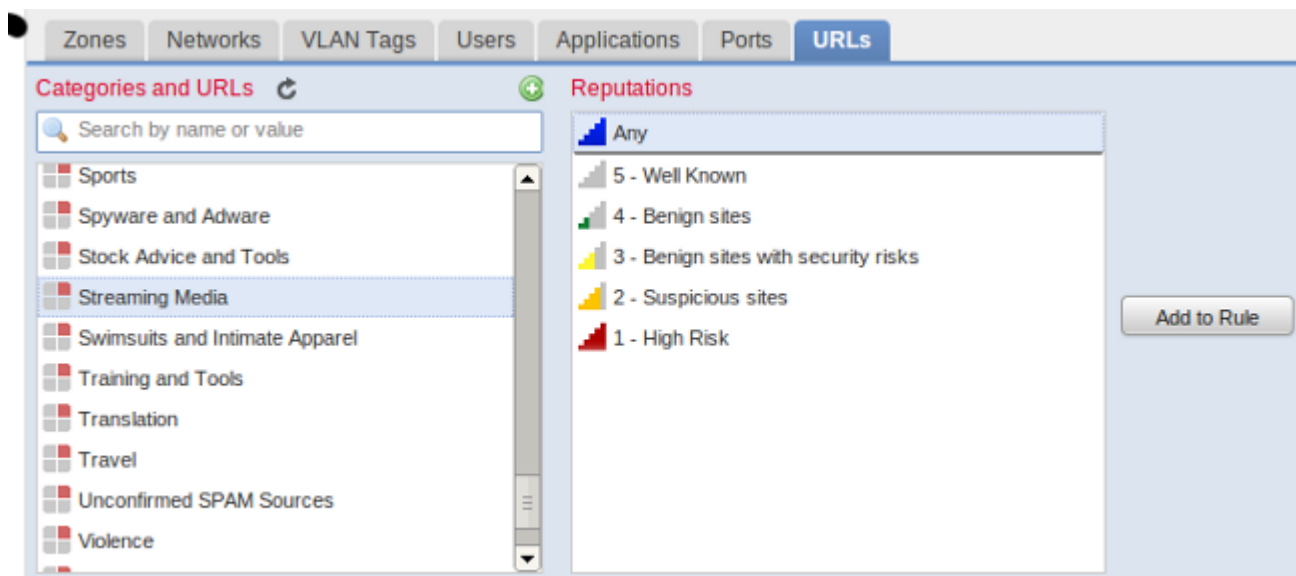 Zones Networks VLAN Tags Users Applications Ports URLs
Categories and URLs
Search by name or value
Sports
Spyware and Adware
Stock Advice and Tools
Streaming Media
Swimsuits and Intimate Apparel
Training and Tools
Translation
Travel
Unconfirmed SPAM Sources
Violence
Reputations
Any
5 - Well Known
4 - Benign sites
3 - Benign sites with security risks
2 - Suspicious sites
1 - High Risk
Add to Rule